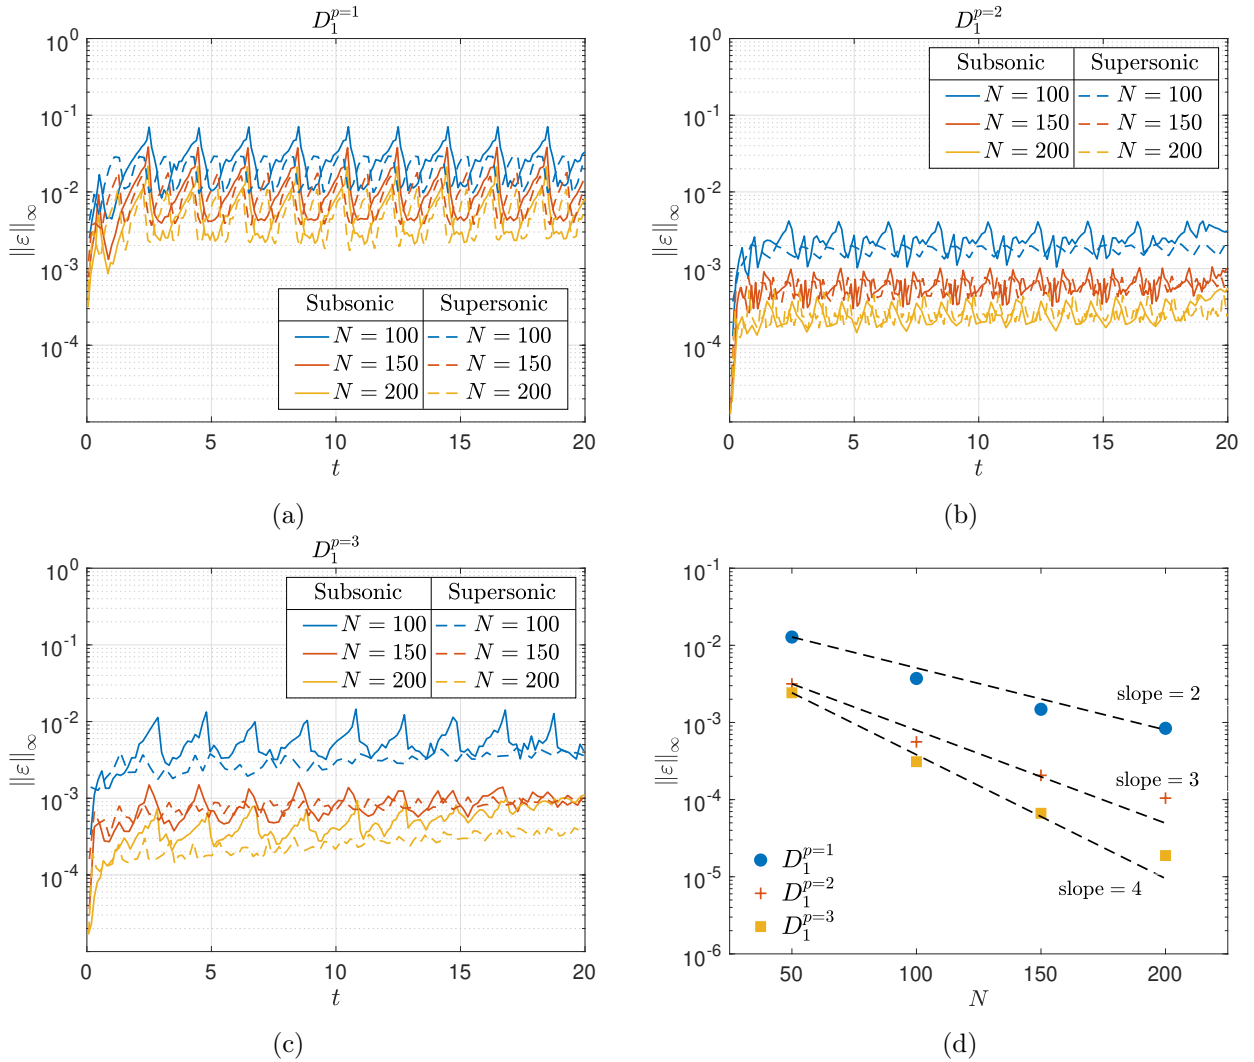 D_1^{p=1}
10^0
10^{-1}
10^{-2}
10^{-3}
10^{-4}
‖ε‖_∞
Subsonic Supersonic
N = 100 N = 100
N = 150 N = 150
N = 200 N = 200
0 5 10 15 20
t
(a)
D_1^{p=2}
10^0
10^{-1}
10^{-2}
10^{-3}
10^{-4}
‖ε‖_∞
Subsonic Supersonic
N = 100 N = 100
N = 150 N = 150
N = 200 N = 200
0 5 10 15 20
t
(b)
D_1^{p=3}
10^0
10^{-1}
10^{-2}
10^{-3}
10^{-4}
‖ε‖_∞
Subsonic Supersonic
N = 100 N = 100
N = 150 N = 150
N = 200 N = 200
0 5 10 15 20
t
(c)
10^{-1}
10^{-2}
10^{-3}
10^{-4}
10^{-5}
10^{-6}
‖ε‖_∞
slope = 2
slope = 3
slope = 4
D_1^{p=1}
D_1^{p=2}
D_1^{p=3}
50 100 150 200
N
(d)